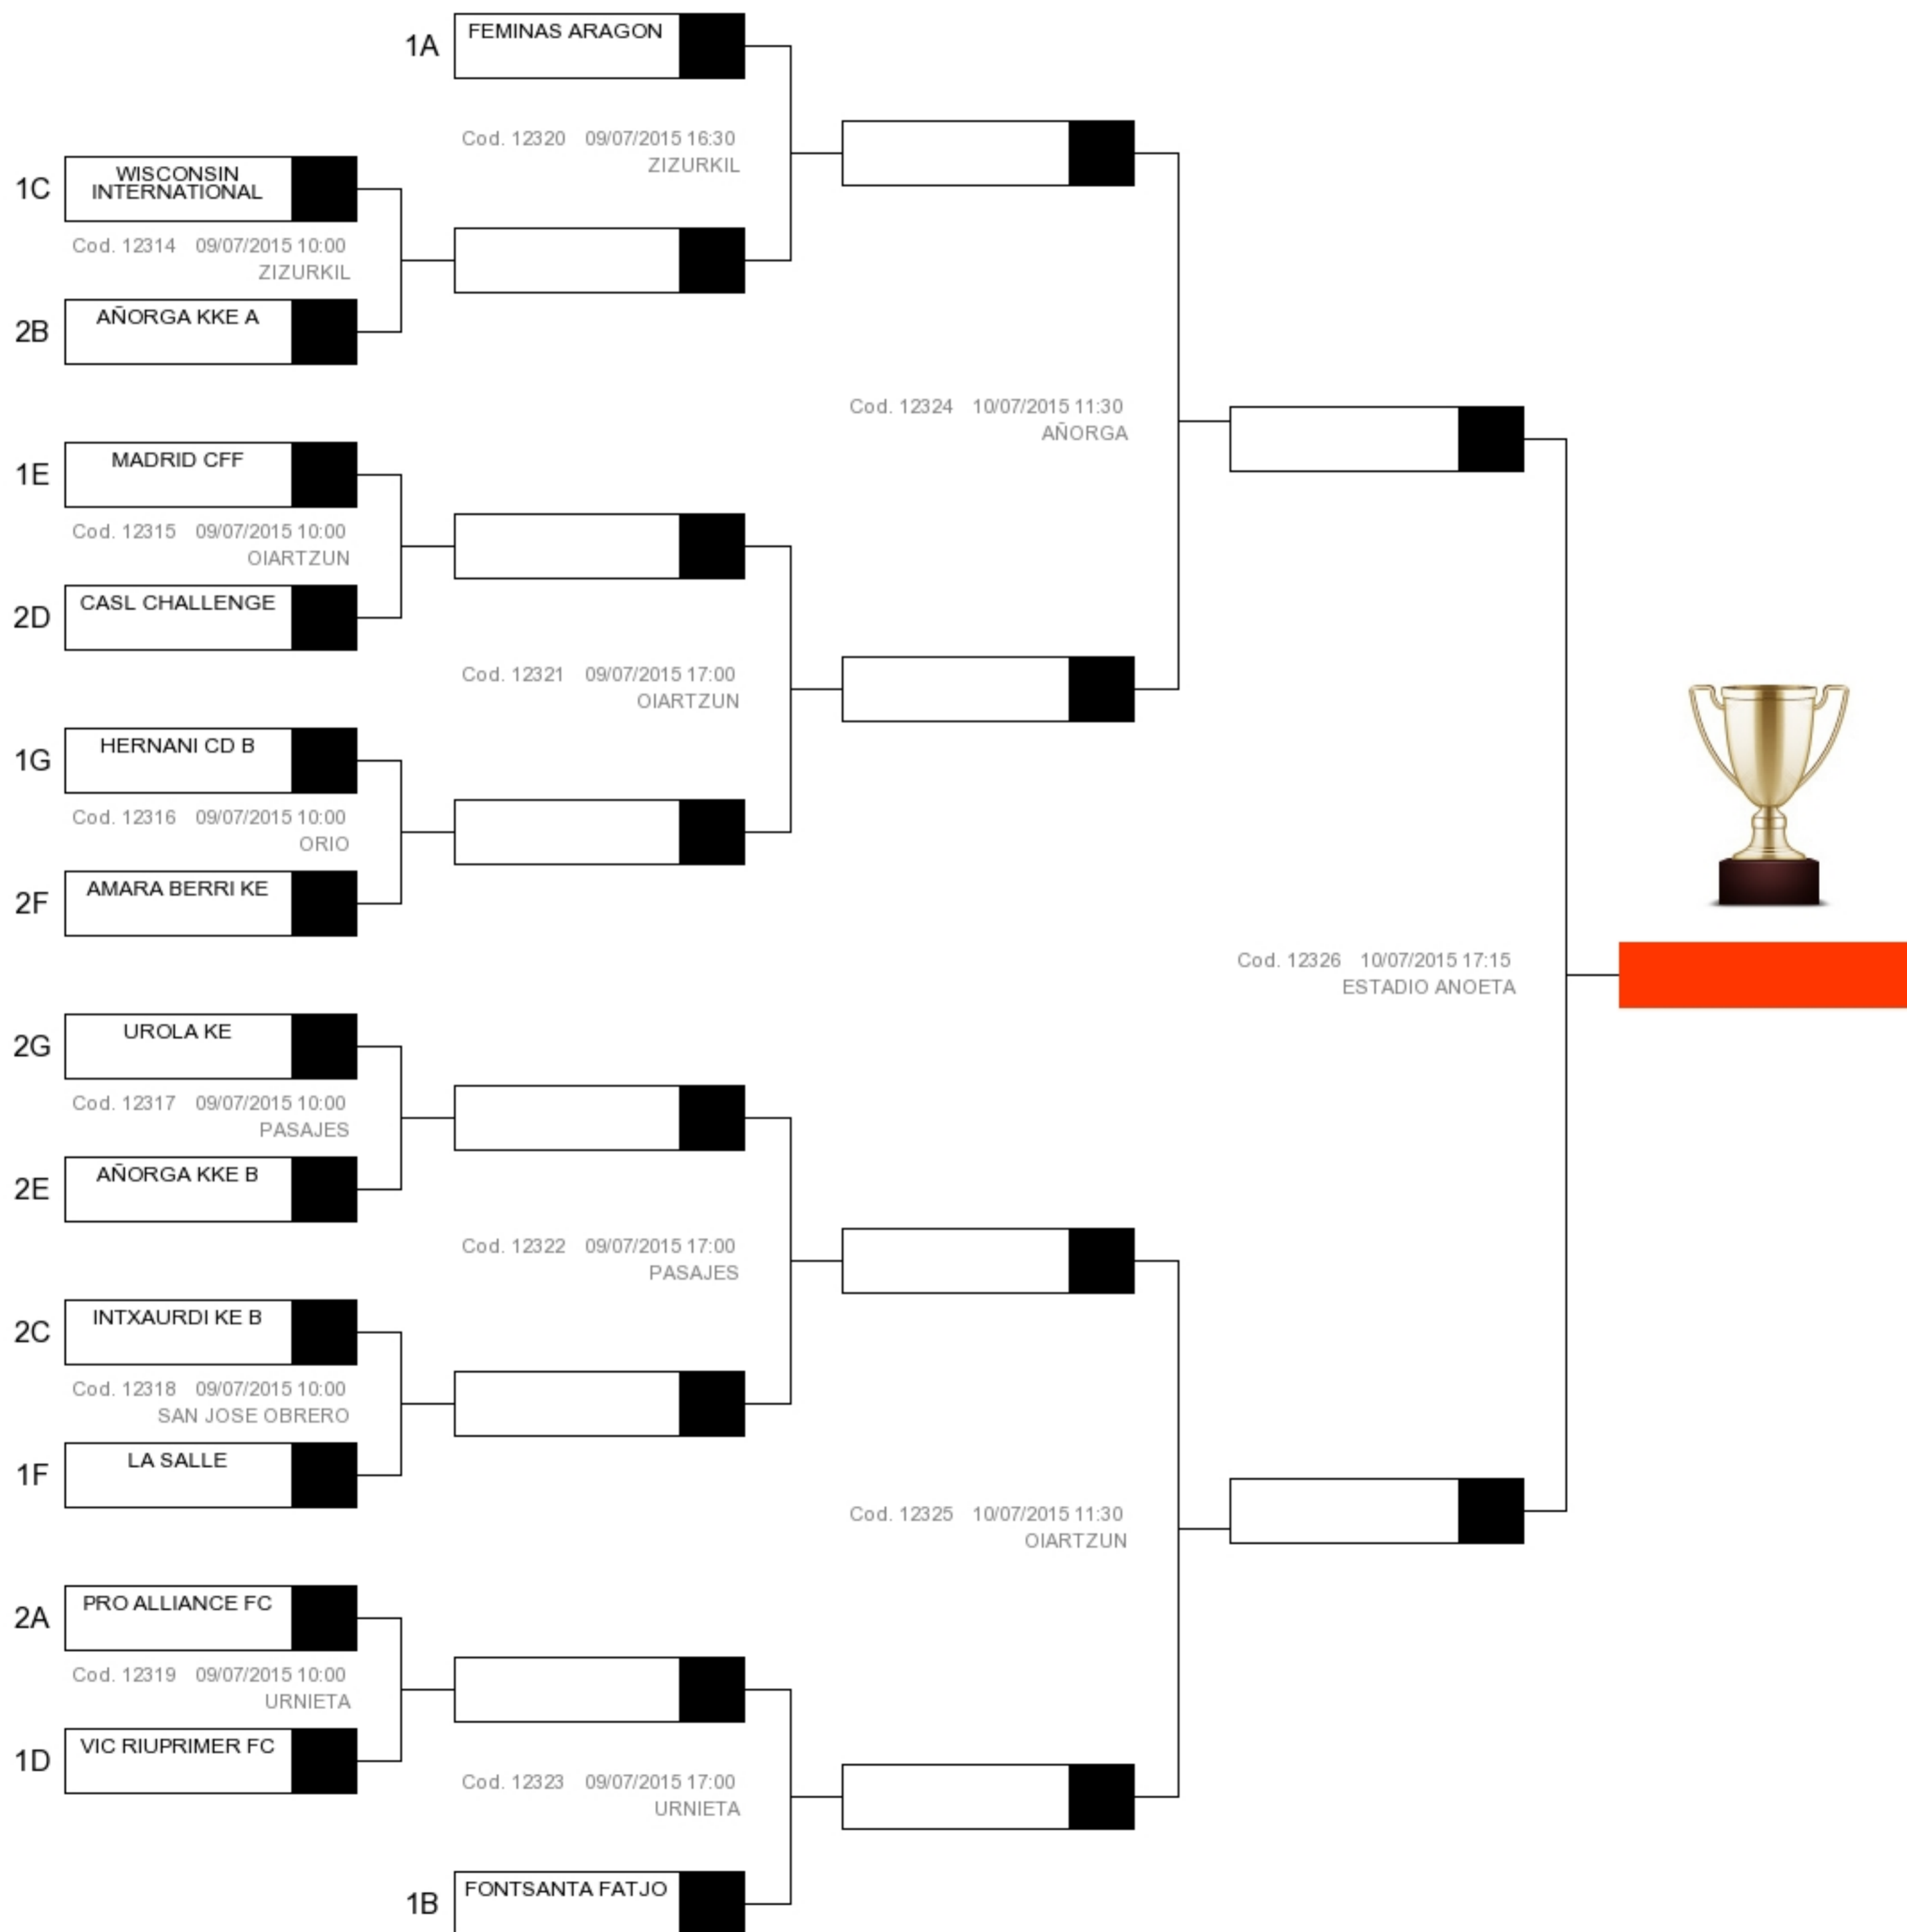 1A
FEMINAS ARAGON
Cod. 12320 09/07/2015 16:30
ZIZURKIL
1C
WISCONSIN
INTERNATIONAL
Cod. 12314 09/07/2015 10:00
ZIZURKIL
2B
AÑORGA KKE A
Cod. 12324 10/07/2015 11:30
AÑORGA
1E
MADRID CFF
Cod. 12315 09/07/2015 10:00
OIARTZUN
2D
CASL CHALLENGE
Cod. 12321 09/07/2015 17:00
OIARTZUN
1G
HERNANI CD B
Cod. 12316 09/07/2015 10:00
ORIO
2F
AMARA BERRI KE
Cod. 12326 10/07/2015 17:15
ESTADIO ANOETA
2G
UROLA KE
Cod. 12317 09/07/2015 10:00
PASAJES
2E
AÑORGA KKE B
Cod. 12322 09/07/2015 17:00
PASAJES
2C
INTXAURDI KE B
Cod. 12318 09/07/2015 10:00
SAN JOSE OBRERO
1F
LA SALLE
Cod. 12325 10/07/2015 11:30
OIARTZUN
2A
PRO ALLIANCE FC
Cod. 12319 09/07/2015 10:00
URNIETA
1D
VIC RIUPRIMER FC
Cod. 12323 09/07/2015 17:00
URNIETA
1B
FONTSANTA FATJO